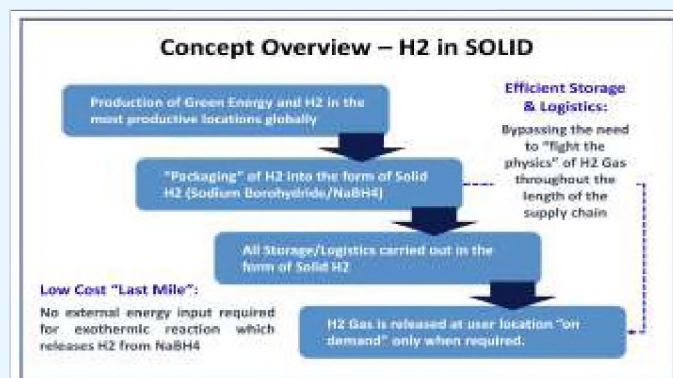 Concept Overview – H2 in SOLID
Production of Green Energy and H2 in the
most productive locations globally
Efficient Storage
& Logistics:
Bypassing the need
to "fight the
physics" of H2 Gas
throughout the
length of the
supply chain
"Packaging" of H2 into the form of Solid
H2 (Sodium Borohydride/NaBH4)
All Storage/Logistics carried out in the
form of Solid H2
Low Cost "Last Mile":
No external energy input required
for exothermic reaction which
releases H2 from NaBH4
H2 Gas is released at user location "on
demand" only when required.